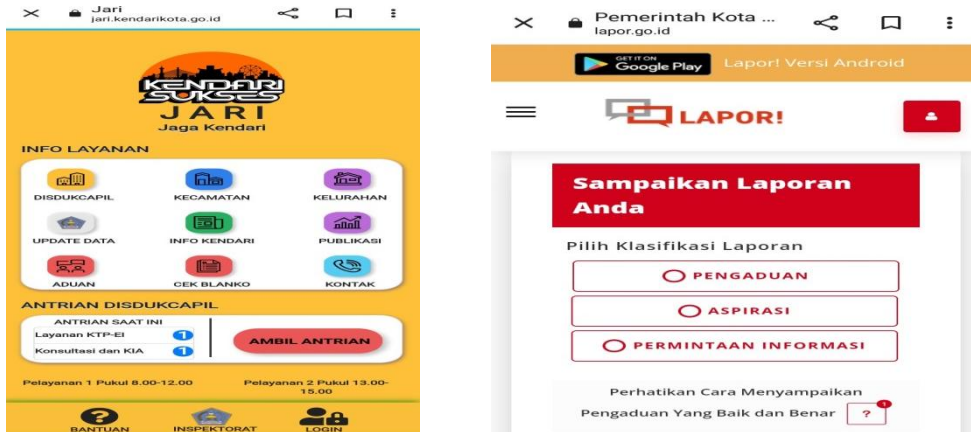 Jari
jari.kendarikota.go.id
KENDARI
SUKSES
JARI
Jaga Kendari
INFO LAYANAN
DISDUKCAPIL
KECAMATAN
KELURAHAN
UPDATE DATA
INFO KENDARI
PUBLIKASI
ADUAN
CEK BLANKO
KONTAK
ANTRIAN DISDUKCAPIL
ANTRIAN SAAT INI
Layanan KTP-El 1
Konsultasi dan KIA 1
AMBIL ANTRIAN
Pelayanan 1 Pukul 8.00-12.00
Pelayanan 2 Pukul 13.00-
15.00
BANTUAN
INSPEKTORAT
LOGIN
Pemerintah Kota ...
lapor.go.id
GET IT ON
Google Play
Lapor! Versi Android
LAPOR!
Sampaikan Laporan
Anda
Pilih Klasifikasi Laporan
PENGADUAN
ASPIRASI
PERMINTAAN INFORMASI
Perhatikan Cara Menyampaikan
Pengaduan Yang Baik dan Benar ? 1